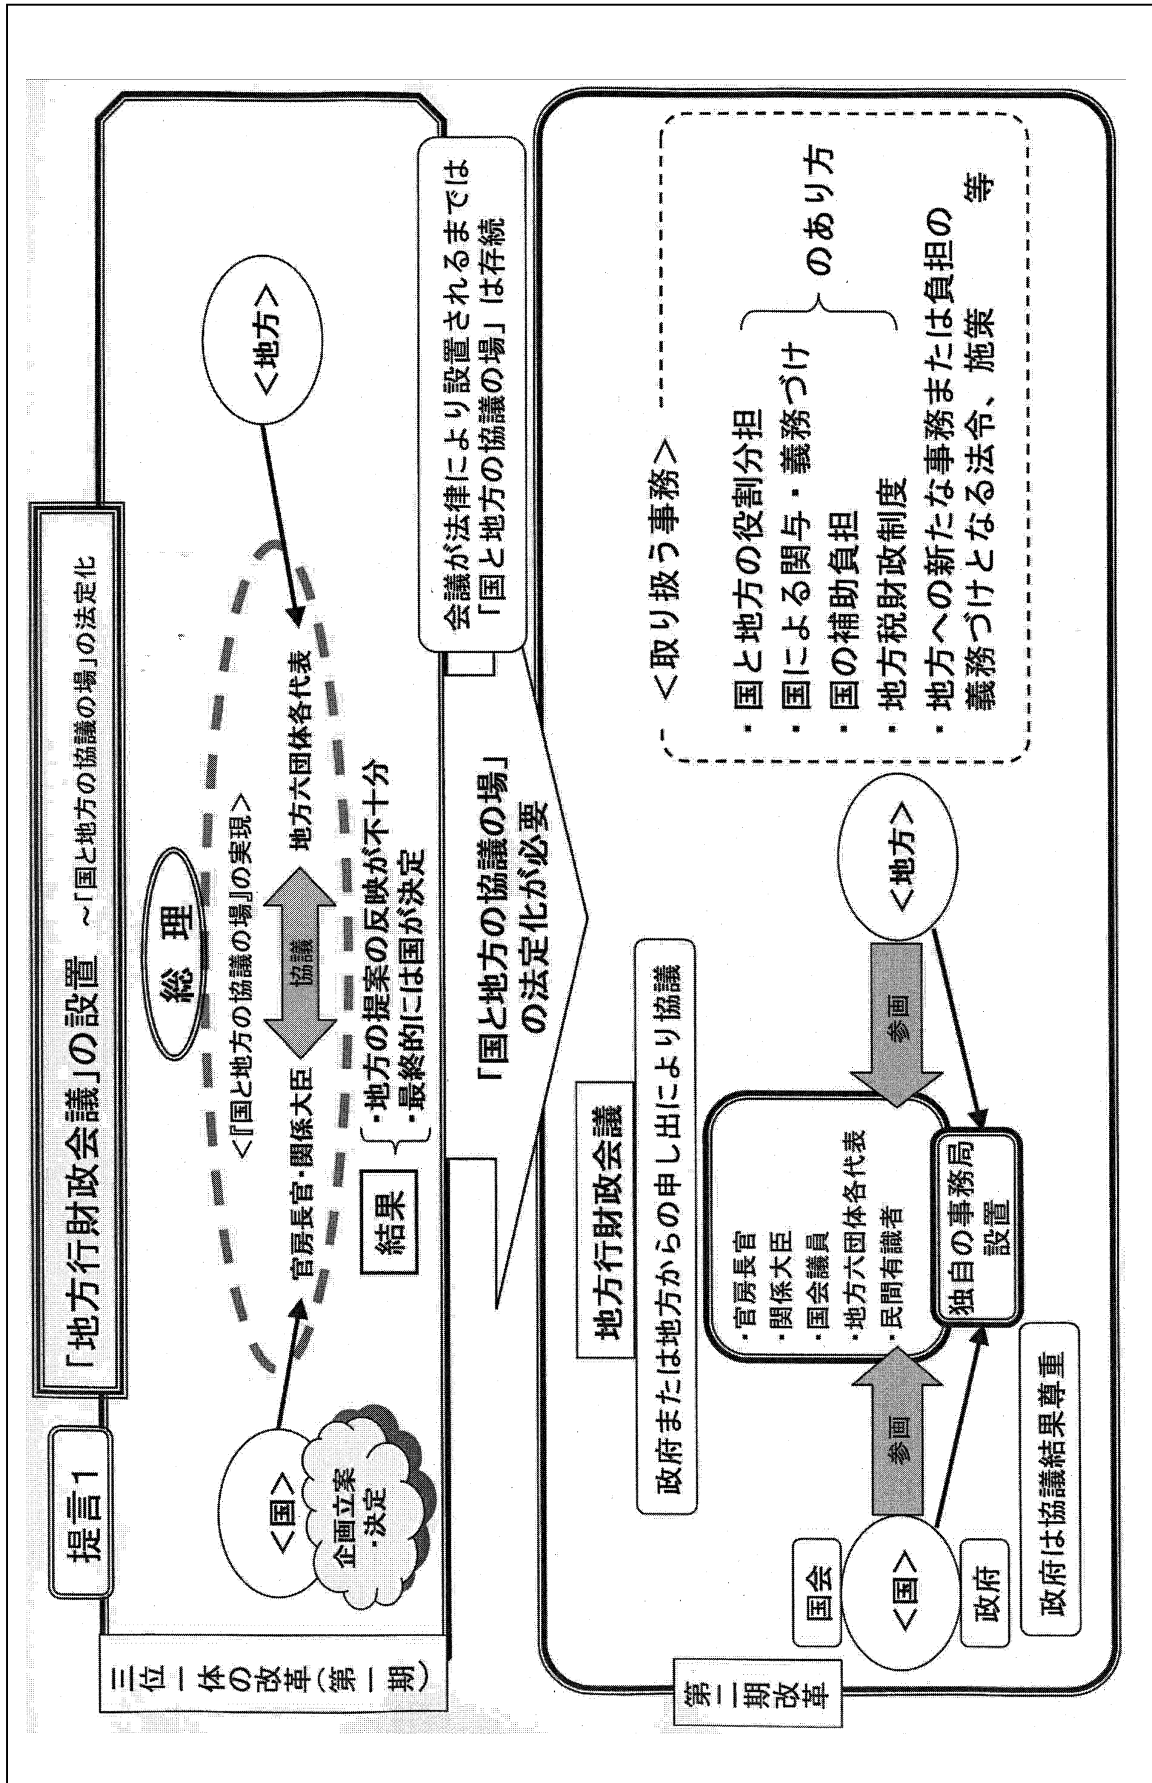 提言1
「地方行財政会議」の設置 ~「国と地方の協議の場」の法定化
三位一体の改革(第一期)
総 理
<『国と地方の協議の場』の実現>
<国>
企画立案
・決定
官房長官・関係大臣
協議
地方六団体各代表
<地方>
結果
・地方の提案の反映が不十分
・最終的には国が決定
「国と地方の協議の場」
の法定化が必要
会議が法律により設置されるまでは
「国と地方の協議の場」は存続
第二期改革
地方行財政会議
政府または地方からの申し出により協議
国会
<国>
政府
参画
・官房長官
・関係大臣
・国会議員
・地方六団体各代表
・民間有識者
参画
<地方>
独自の事務局
設置
政府は協議結果尊重
<取り扱う事務>
・国と地方の役割分担
・国による関与・義務づけ
・国の補助負担
のあり方
・地方税財政制度
・地方への新たな事務または負担の
義務づけとなる法令、施策 等